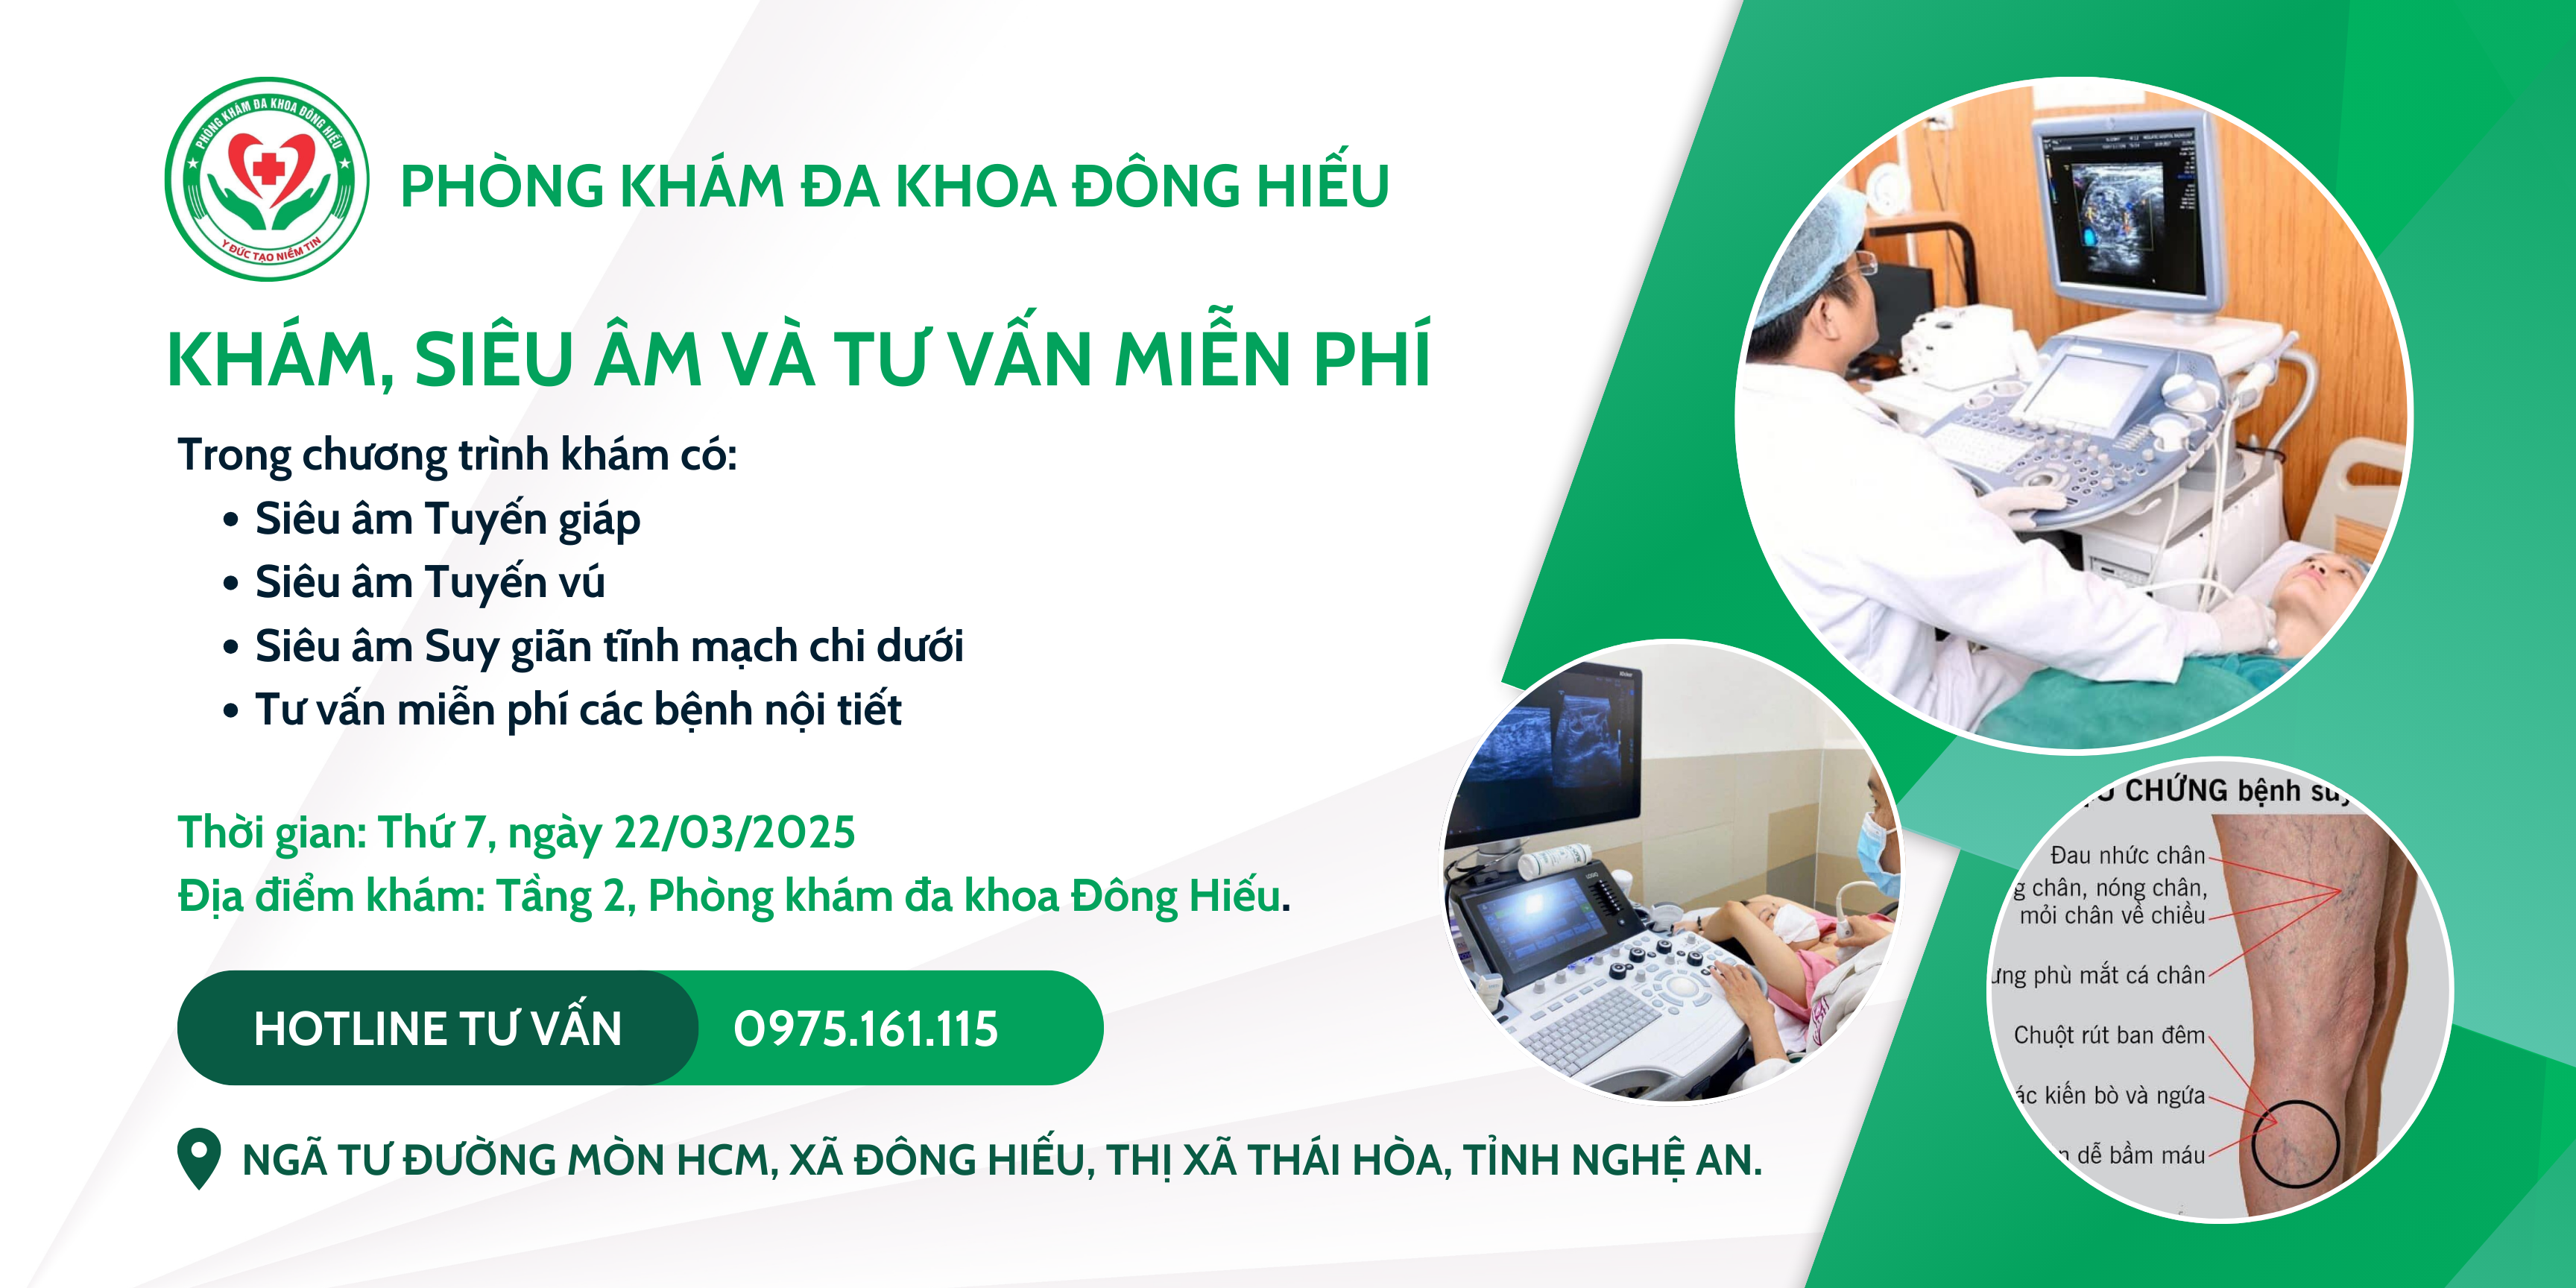 PHÒNG KHÁM ĐA KHOA ĐÔNG HIẾU
Y ĐỨC TẠO NIỀM TIN
PHÒNG KHÁM ĐA KHOA ĐÔNG HIẾU
KHÁM, SIÊU ÂM VÀ TƯ VẤN MIỄN PHÍ
Trong chương trình khám có:
• Siêu âm Tuyến giáp
• Siêu âm Tuyến vú
• Siêu âm Suy giãn tĩnh mạch chi dưới
• Tư vấn miễn phí các bệnh nội tiết
Thời gian: Thứ 7, ngày 22/03/2025
Địa điểm khám: Tầng 2, Phòng khám đa khoa Đông Hiếu.
HOTLINE TƯ VẤN 0975.161.115
NGÃ TƯ ĐƯỜNG MÒN HCM, XÃ ĐÔNG HIẾU, THỊ XÃ THÁI HÒA, TỈNH NGHỆ AN.
CHỨNG bệnh
Đau nhức chân
chân, nóng chân,
mỏi chân về chiều
phù mắt cá chân
Chuột rút ban đêm
kiến bò và ngứa
dễ bầm máu